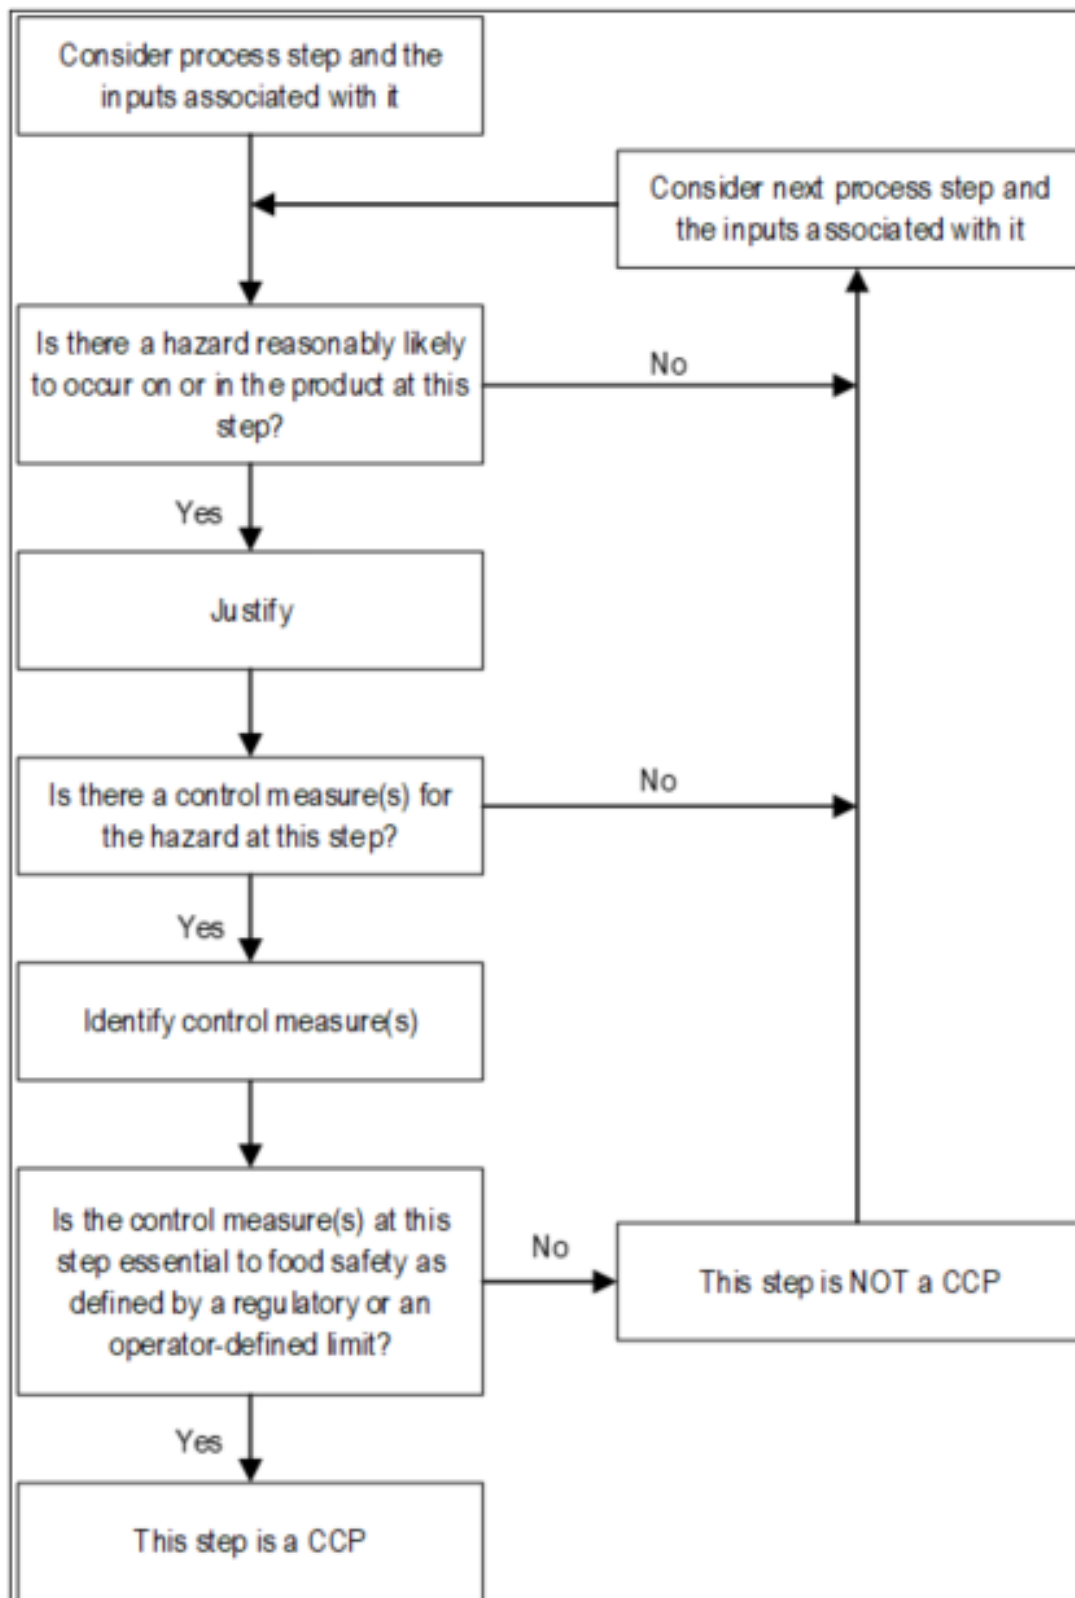 Consider process step and the
inputs associated with it
Consider next process step and
the inputs associated with it
Is there a hazard reasonably likely
to occur on or in the product at this
step?
No
Yes
Justify
Is there a control measure(s) for
the hazard at this step?
No
Yes
Identify control measure(s)
Is the control measure(s) at this
step essential to food safety as
defined by a regulatory or an
operator-defined limit?
No
This step is NOT a CCP
Yes
This step is a CCP